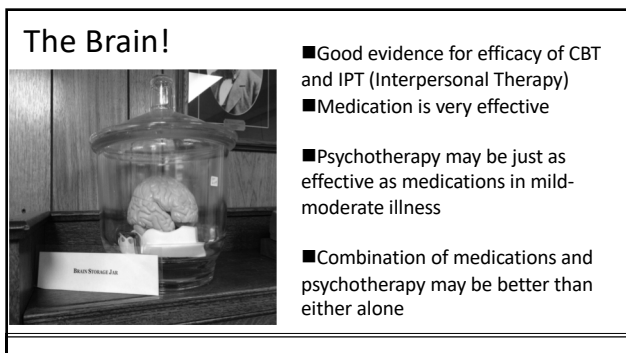 The Brain!
■Good evidence for efficacy of CBT
and IPT (Interpersonal Therapy)
■Medication is very effective
■Psychotherapy may be just as
effective as medications in mild-
moderate illness
■Combination of medications and
psychotherapy may be better than
either alone
BRAIN STORAGE JAR